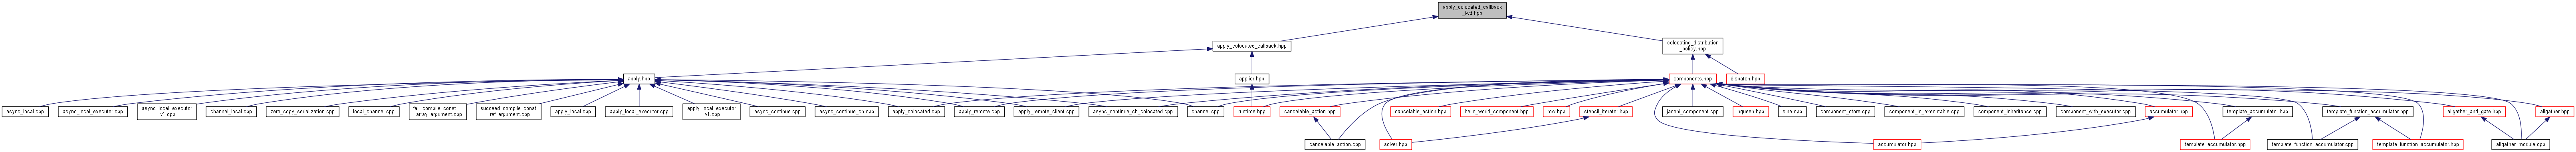 apply_colocated_callback
_fwd.hpp
apply_colocated_callback.hpp
colocating_distribution
_policy.hpp
apply.hpp
applier.hpp
components.hpp
dispatch.hpp
async_local.cpp
async_local_executor.cpp
async_local_executor
_v1.cpp
channel_local.cpp
zero_copy_serialization.cpp
local_channel.cpp
fail_compile_const
_array_argument.cpp
succeed_compile_const
_ref_argument.cpp
apply_local.cpp
apply_local_executor.cpp
apply_local_executor
_v1.cpp
async_continue.cpp
async_continue_cb.cpp
apply_colocated.cpp
apply_remote.cpp
apply_remote_client.cpp
async_continue_cb_colocated.cpp
channel.cpp
runtime.hpp
cancelable_action.hpp
cancelable_action.hpp
hello_world_component.hpp
row.hpp
stencil_iterator.hpp
jacobi_component.cpp
nqueen.hpp
sine.cpp
component_ctors.cpp
component_in_executable.cpp
component_inheritance.cpp
component_with_executor.cpp
accumulator.hpp
template_accumulator.hpp
template_function_accumulator.hpp
allgather_and_gate.hpp
allgather.hpp
cancelable_action.cpp
solver.hpp
accumulator.hpp
template_accumulator.hpp
template_function_accumulator.cpp
template_function_accumulator.hpp
allgather_module.cpp